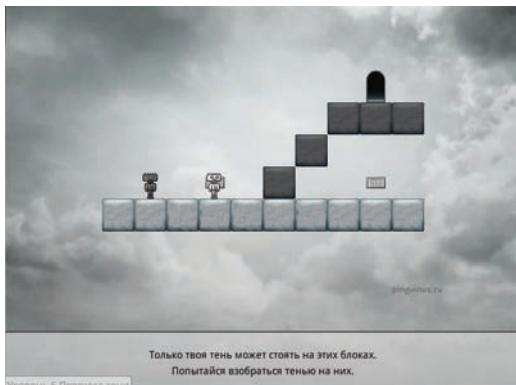 pingvinus.ru
Только твоя тень может стоять на этих блоках.
Попытайся взобраться тенью на них.